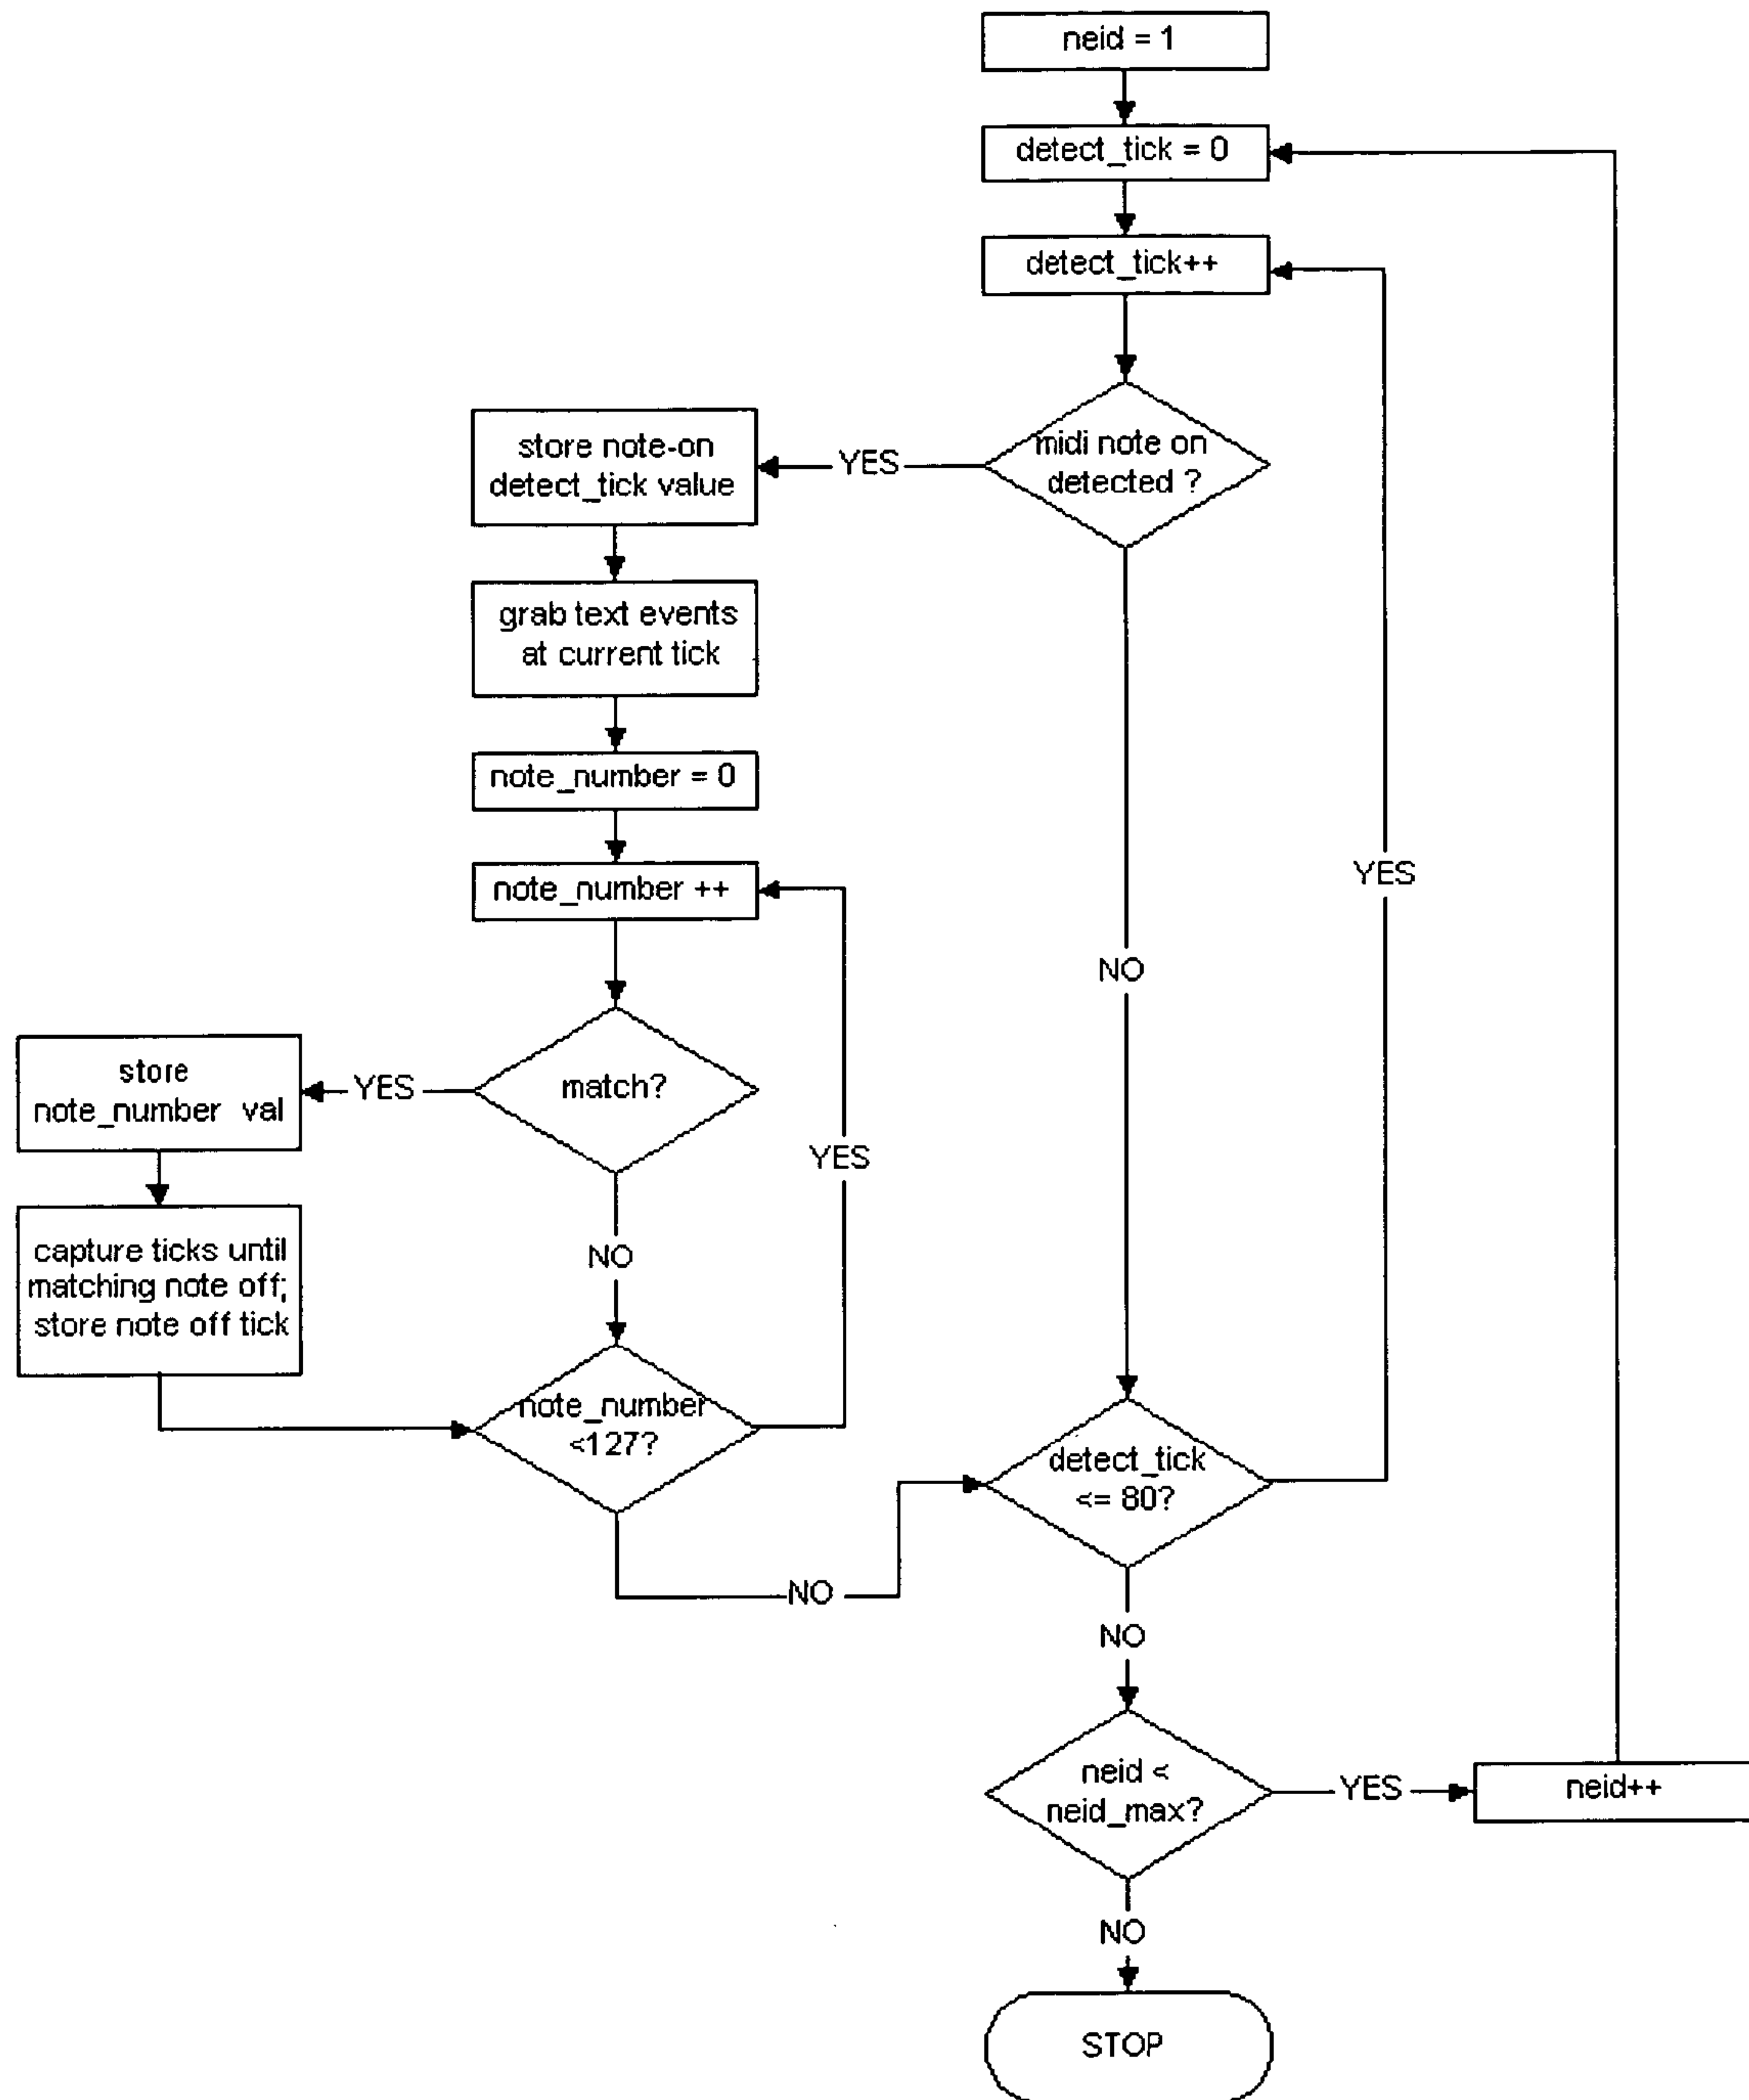 neid = 1
detect_tick = 0
detect_tick++
midi note on
detected ?
YES
store note-on
detect_tick value
grab text events
at current tick
note_number = 0
note_number ++
match?
YES
store
note_number val
capture ticks until
matching note off;
store note off tick
NO
note_number
<127?
YES
NO
NO
detect_tick
<= 80?
YES
NO
neid <
neid_max?
YES
neid++
NO
STOP